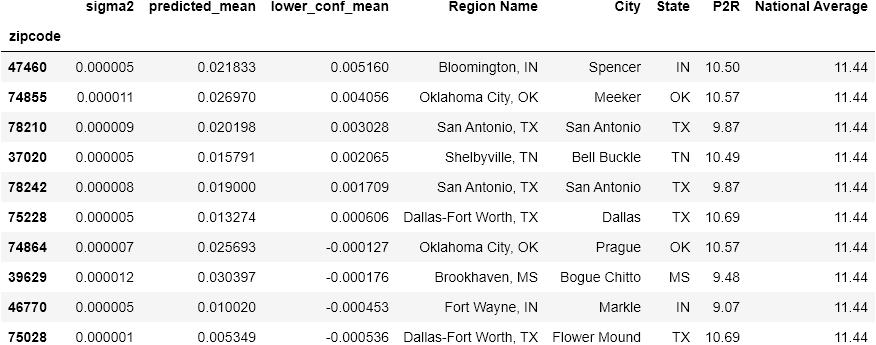 sigma2 predicted_mean lower_conf_mean Region Name City State P2R National Average
zipcode
47460 0.000005 0.021833 0.005160 Bloomington, IN Spencer IN 10.50 11.44
74855 0.000011 0.026970 0.004056 Oklahoma City, OK Meeker OK 10.57 11.44
78210 0.000009 0.020198 0.003028 San Antonio, TX San Antonio TX 9.87 11.44
37020 0.000005 0.015791 0.002065 Shelbyville, TN Bell Buckle TN 10.49 11.44
78242 0.000008 0.019000 0.001709 San Antonio, TX San Antonio TX 9.87 11.44
75228 0.000005 0.013274 0.000606 Dallas-Fort Worth, TX Dallas TX 10.69 11.44
74864 0.000007 0.025693 -0.000127 Oklahoma City, OK Prague OK 10.57 11.44
39629 0.000012 0.030397 -0.000176 Brookhaven, MS Bogue Chitto MS 9.48 11.44
46770 0.000005 0.010020 -0.000453 Fort Wayne, IN Markle IN 9.07 11.44
75028 0.000001 0.005349 -0.000536 Dallas-Fort Worth, TX Flower Mound TX 10.69 11.44